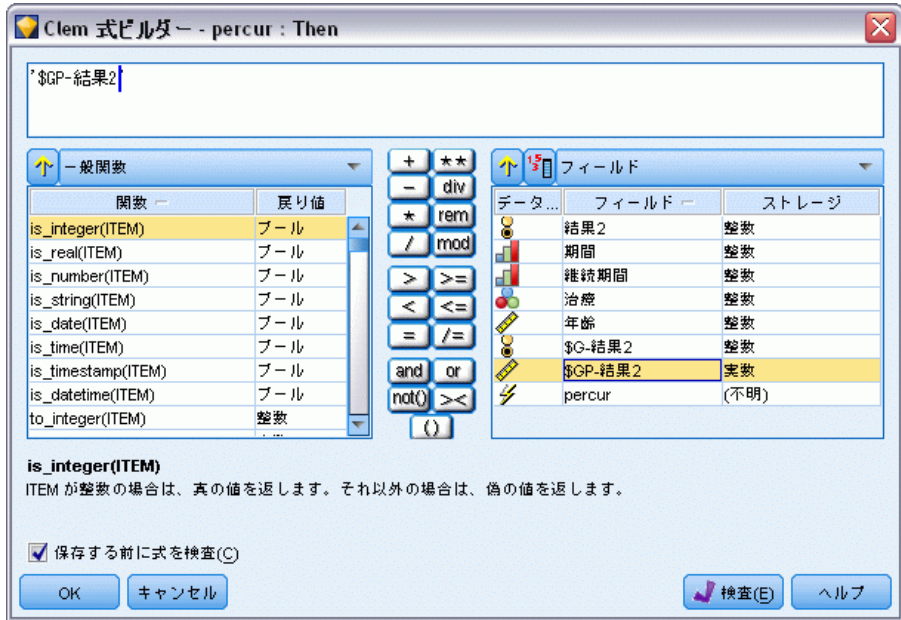 Clem 式ビルダー - percur : Then
'$GP-結果2'
一般関数
フィールド
関数 戻り値
is_integer(ITEM) ブール
is_real(ITEM) ブール
is_number(ITEM) ブール
is_string(ITEM) ブール
is_date(ITEM) ブール
is_time(ITEM) ブール
is_timestamp(ITEM) ブール
is_datetime(ITEM) ブール
to_integer(ITEM) 整数
+ **
- div
* rem
/ mod
> >=
< <=
= /=
and or
not() ><
()
データ... フィールド ストレージ
結果2 整数
期間 整数
継続期間 整数
治癒 整数
年齢 整数
$G-結果2 整数
$GP-結果2 実数
percur (不明)
is_integer(ITEM)
ITEM が整数の場合は、真の値を返します。それ以外の場合は、偽の値を返します。
保存する前に式を検査(C)
OK キャンセル 検査(E) ヘルプ